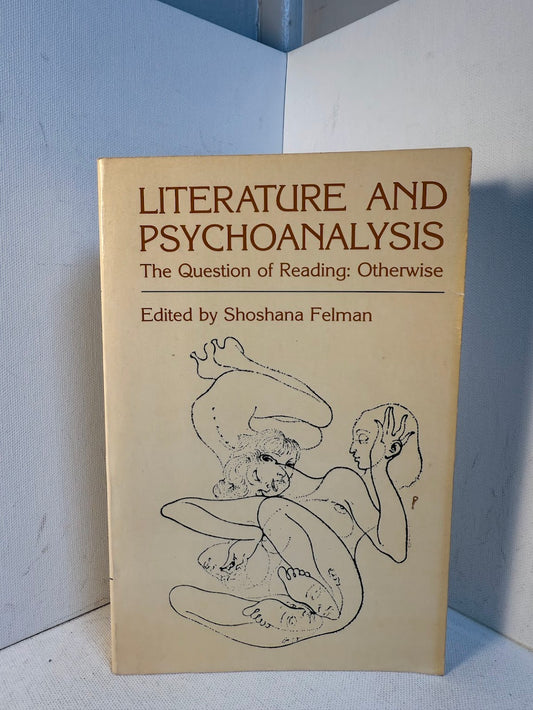 LITERATURE AND
PSYCHOANALYSIS
The Question of Reading: Otherwise
Edited by Shoshana Felman